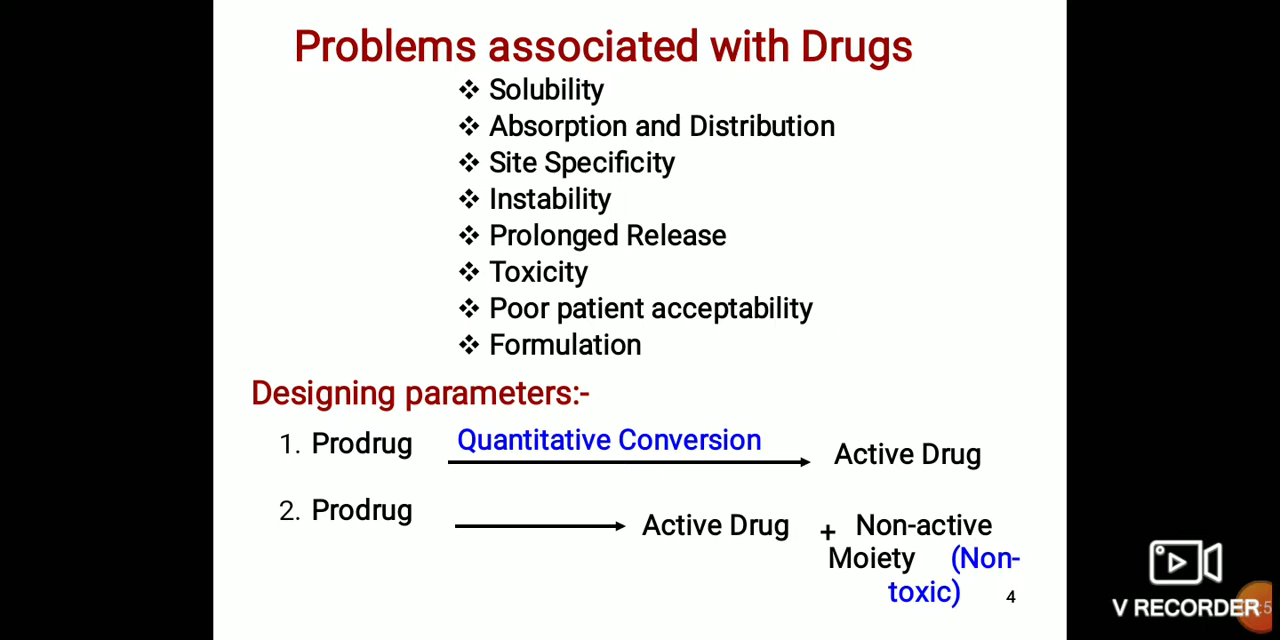 Problems associated with Drugs
❖ Solubility
❖ Absorption and Distribution
❖ Site Specificity
❖ Instability
❖ Prolonged Release
❖ Toxicity
❖ Poor patient acceptability
❖ Formulation
Designing parameters:-
1. Prodrug Quantitative Conversion Active Drug
2. Prodrug Active Drug + Non-active
Moiety (Non-
toxic)
4
V RECORDER